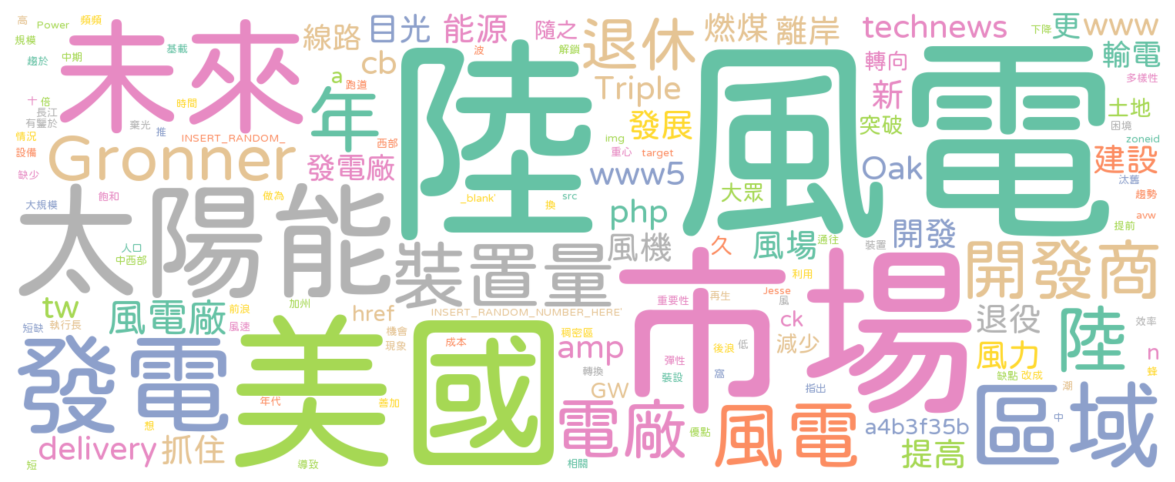 高
頻頻
Power
規模
趨於
中期
基載
十
倍
長江
有鑒於
棄光
時間
推
情況
設備
缺少
INSERT_RANDOM_
未來
線路
目光
能源
隨之
波
解鎖
退休
燃煤
離岸
technews
下降
更
www
輸電
多樣性
cb
a
跑道
年
西部
Triple
發展
轉向
新
突破
土地
困境
zoneid
Gronner
發電廠
陸
風電
img
重心
target
www5
Oak
建設
汰舊
趨勢
大規模
飽和
做為
_blank'
換
src
大眾
avw
提前
太陽能
人口
中西部
裝置量
php
風機
久
風場
通往
裝置
開發
開發商
tw
風電廠
前浪
風速
加州
href
INSERT_RANDOM_NUMBER_HERE'
市場
重要性
再生
Jesse
風
利用
ck
減少
退役
陸
效率
短缺
執行長
機會
現象
成本
稠密區
amp
轉換
彈性
裝設
後浪
低
窩
風力
缺點
改成
n
蜂
發電
美國
年代
善加
GW
指出
潮
中
區域
想
電廠
優點
風電
a4b3f35b
提高
短
delivery
抓住
導致
相關